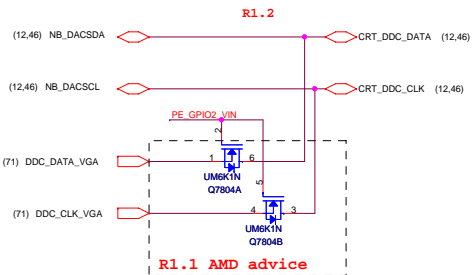 R1.2
(12,46) NB_DACSDA CRT_DDC_DATA (12,46)
(12,46) NB_DACSCL CRT_DDC_CLK (12,46)
PE_GPIO2_VIN
2
(71) DDC_DATA_VGA 1 6
UM6K1N
Q7804A
5
(71) DDC_CLK_VGA 4 3
UM6K1N
Q7804B
R1.1 AMD advice